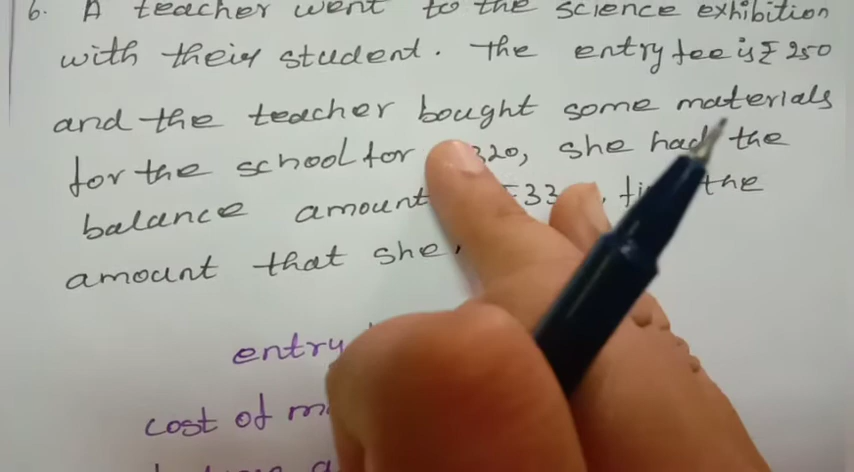 6. A teacher went to the science exhibition
with their student. The entry fee is ₹ 250
and the teacher bought some materials
for the school for 320, she had the
balance amount the
amount that she
entry
cost of